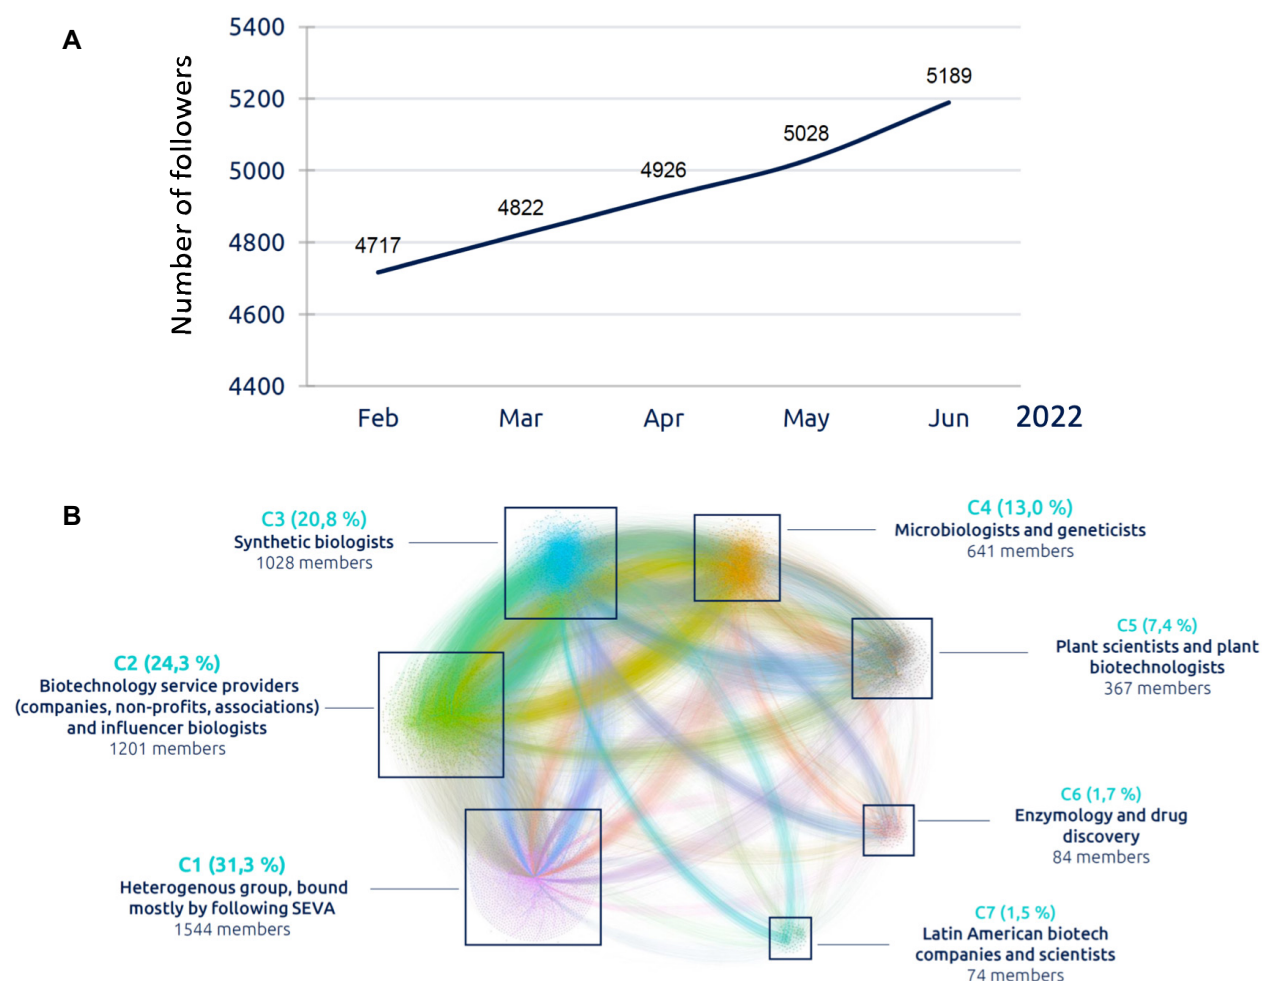 A
Number of followers
5400
5200
5000
4800
4600
4400
4717
4822
4926
5028
5189
Feb
Mar
Apr
May
Jun
2022
B
C3 (20,8 %)
Synthetic biologists
1028 members
C4 (13,0 %)
Microbiologists and geneticists
641 members
C2 (24,3 %)
Biotechnology service providers
(companies, non-profits, associations)
and influencer biologists
1201 members
C5 (7,4 %)
Plant scientists and plant
biotechnologists
367 members
C1 (31,3 %)
Heterogenous group, bound
mostly by following SEVA
1544 members
C6 (1,7 %)
Enzymology and drug
discovery
84 members
C7 (1,5 %)
Latin American biotech
companies and scientists
74 members